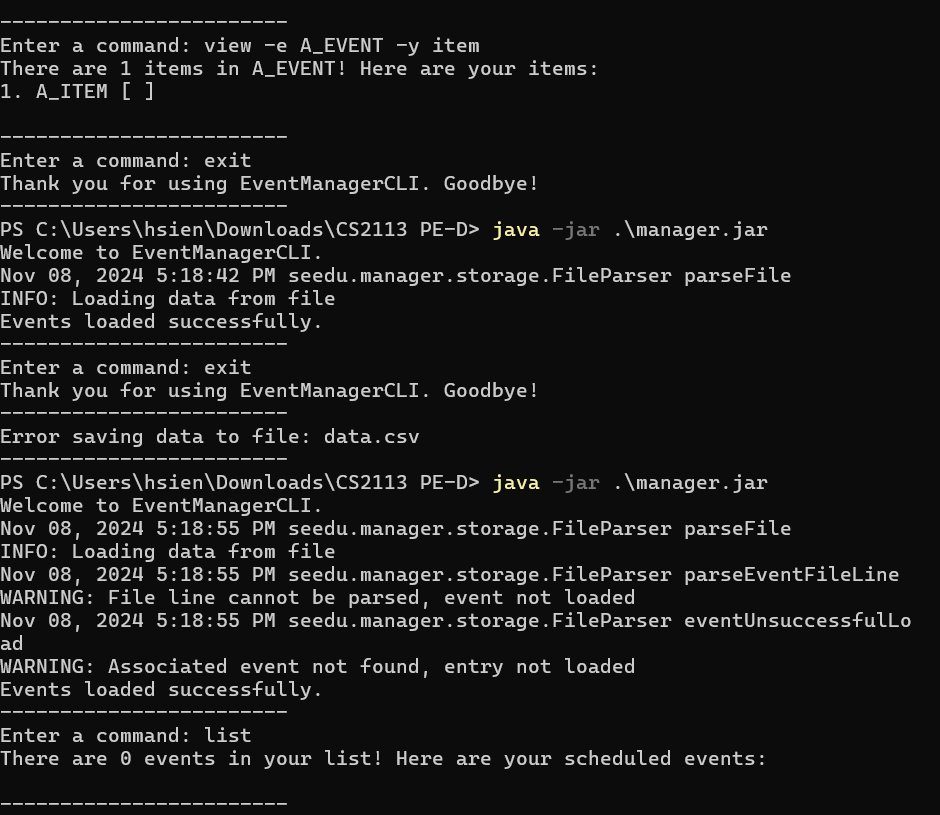 ------------------------
Enter a command: view -e A_EVENT -y item
There are 1 items in A_EVENT! Here are your items:
1. A_ITEM [ ]
------------------------
Enter a command: exit
Thank you for using EventManagerCLI. Goodbye!
------------------------
PS C:\Users\hsien\Downloads\CS2113 PE-D> java -jar .\manager.jar
Welcome to EventManagerCLI.
Nov 08, 2024 5:18:42 PM seedu.manager.storage.FileParser parseFile
INFO: Loading data from file
Events loaded successfully.
------------------------
Enter a command: exit
Thank you for using EventManagerCLI. Goodbye!
------------------------
Error saving data to file: data.csv
------------------------
PS C:\Users\hsien\Downloads\CS2113 PE-D> java -jar .\manager.jar
Welcome to EventManagerCLI.
Nov 08, 2024 5:18:55 PM seedu.manager.storage.FileParser parseFile
INFO: Loading data from file
Nov 08, 2024 5:18:55 PM seedu.manager.storage.FileParser parseEventFileLine
WARNING: File line cannot be parsed, event not loaded
Nov 08, 2024 5:18:55 PM seedu.manager.storage.FileParser eventUnsuccessfulLo
ad
WARNING: Associated event not found, entry not loaded
Events loaded successfully.
------------------------
Enter a command: list
There are 0 events in your list! Here are your scheduled events:
------------------------